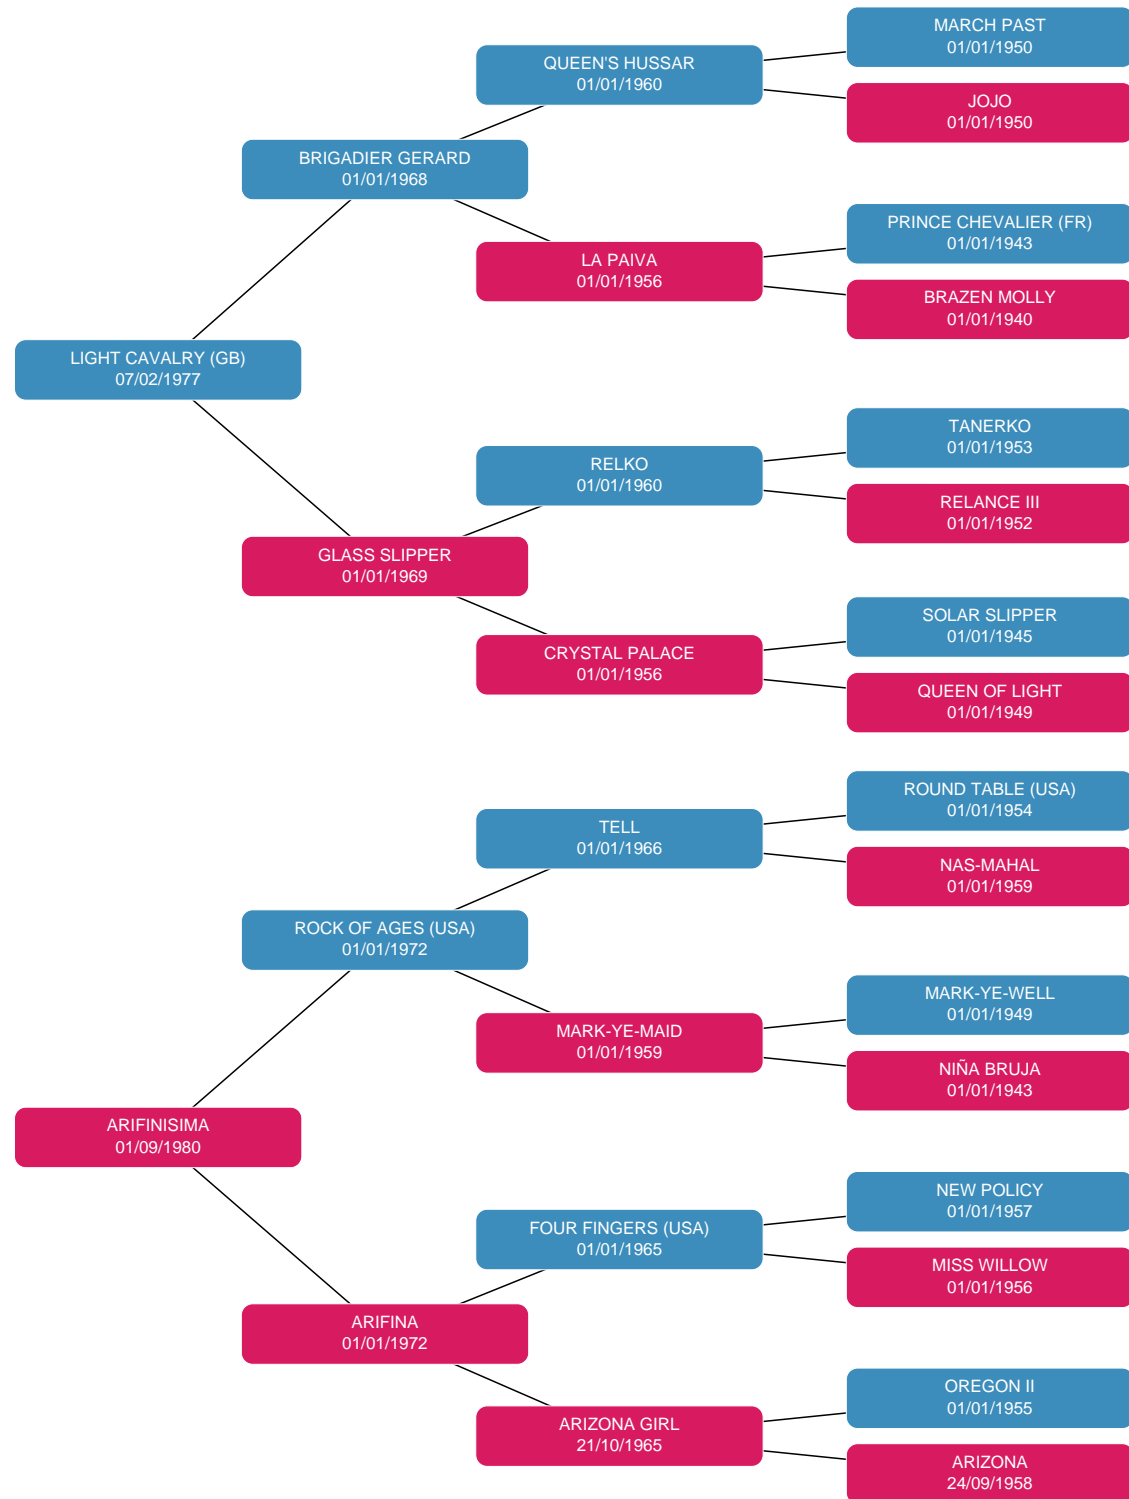 MARCH PAST
01/01/1950
QUEEN'S HUSSAR
01/01/1960
JOJO
01/01/1950
BRIGADIER GERARD
01/01/1968
PRINCE CHEVALIER (FR)
01/01/1943
LA PAIVA
01/01/1956
BRAZEN MOLLY
01/01/1940
LIGHT CAVALRY (GB)
07/02/1977
TANERKO
01/01/1953
RELKO
01/01/1960
RELANCE III
01/01/1952
GLASS SLIPPER
01/01/1969
SOLAR SLIPPER
01/01/1945
CRYSTAL PALACE
01/01/1956
QUEEN OF LIGHT
01/01/1949
ROUND TABLE (USA)
01/01/1954
TELL
01/01/1966
NAS-MAHAL
01/01/1959
ROCK OF AGES (USA)
01/01/1972
MARK-YE-WELL
01/01/1949
MARK-YE-MAID
01/01/1959
NIÑA BRUJA
01/01/1943
ARIFINISIMA
01/09/1980
NEW POLICY
01/01/1957
FOUR FINGERS (USA)
01/01/1965
MISS WILLOW
01/01/1956
ARIFINA
01/01/1972
OREGON II
01/01/1955
ARIZONA GIRL
21/10/1965
ARIZONA
24/09/1958